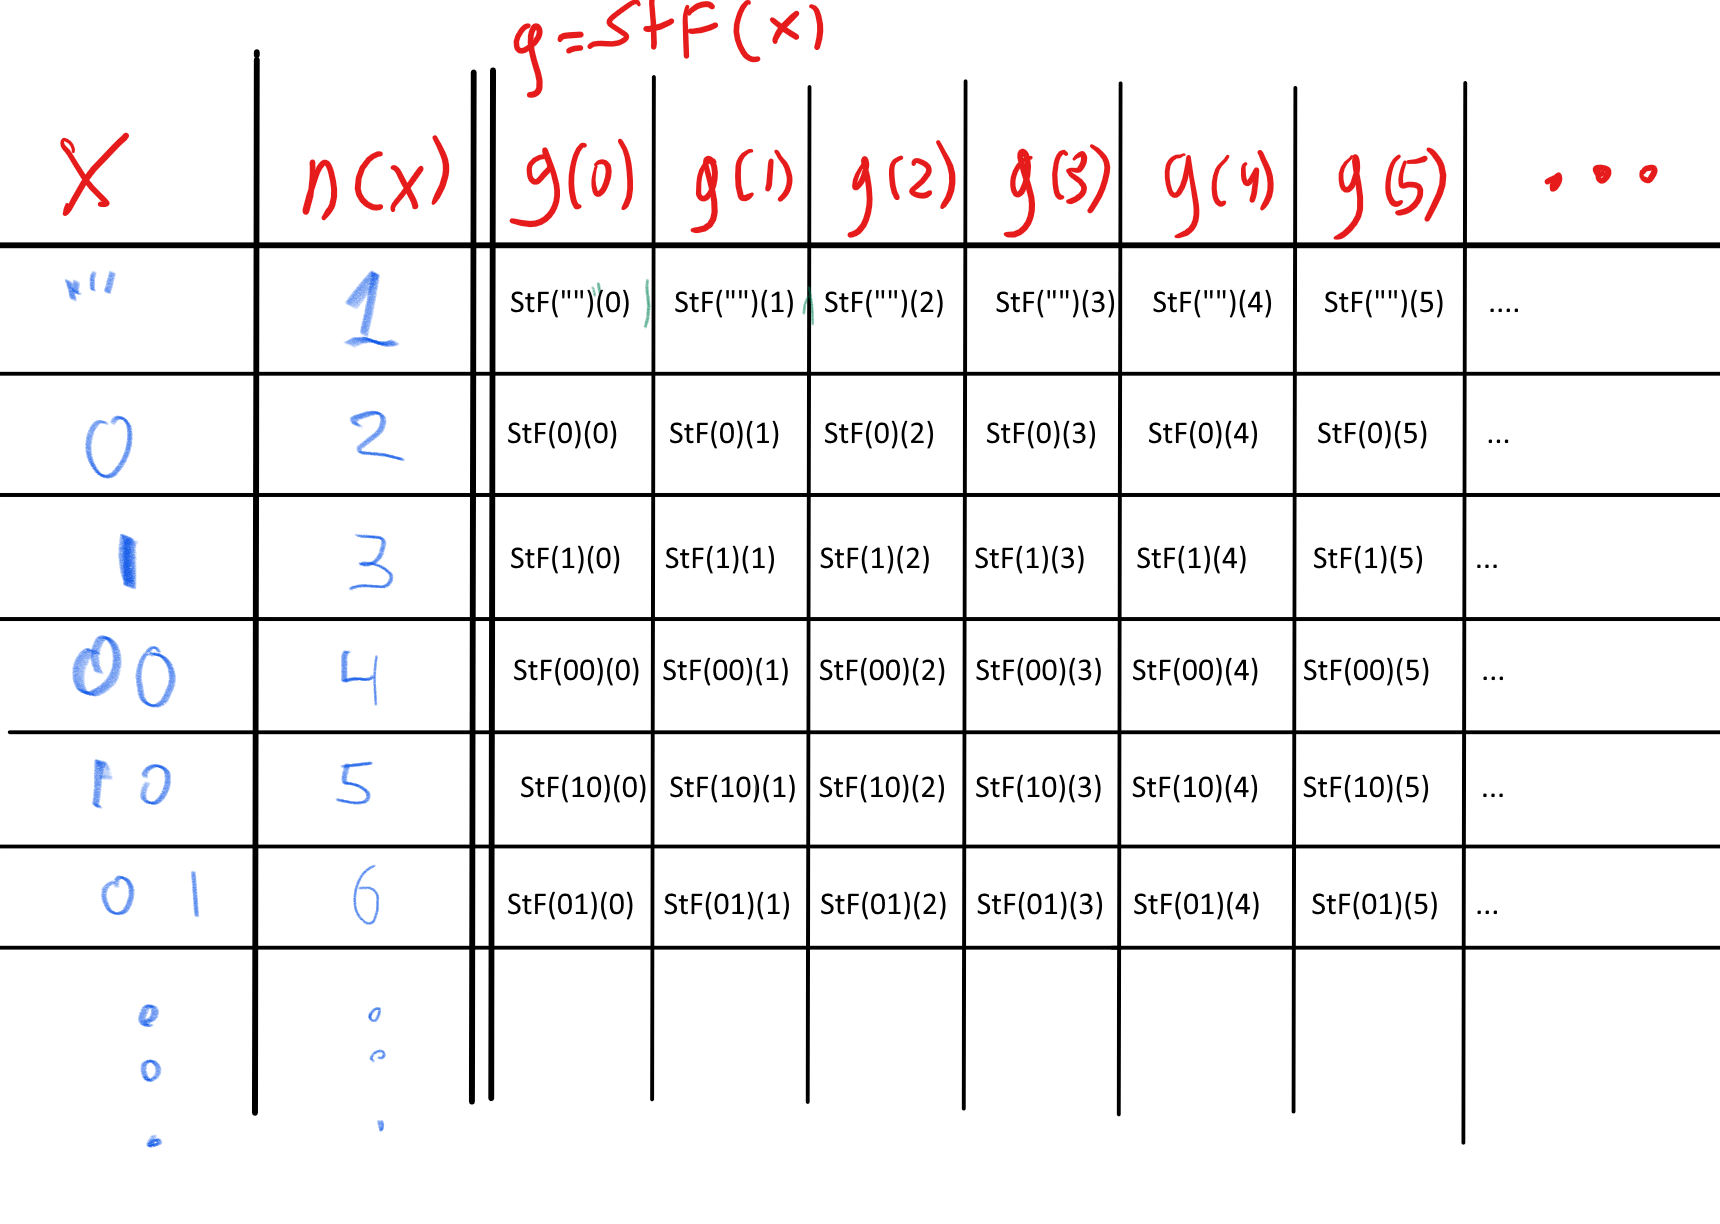 g=StF(x)
X n(x) g(0) g(1) g(2) g(3) g(4) g(5) ...
"" 1 StF("")(0) StF("")(1) StF("")(2) StF("")(3) StF("")(4) StF("")(5) ....
0 2 StF(0)(0) StF(0)(1) StF(0)(2) StF(0)(3) StF(0)(4) StF(0)(5) ...
1 3 StF(1)(0) StF(1)(1) StF(1)(2) StF(1)(3) StF(1)(4) StF(1)(5) ...
00 4 StF(00)(0) StF(00)(1) StF(00)(2) StF(00)(3) StF(00)(4) StF(00)(5) ...
10 5 StF(10)(0) StF(10)(1) StF(10)(2) StF(10)(3) StF(10)(4) StF(10)(5) ...
01 6 StF(01)(0) StF(01)(1) StF(01)(2) StF(01)(3) StF(01)(4) StF(01)(5) ...